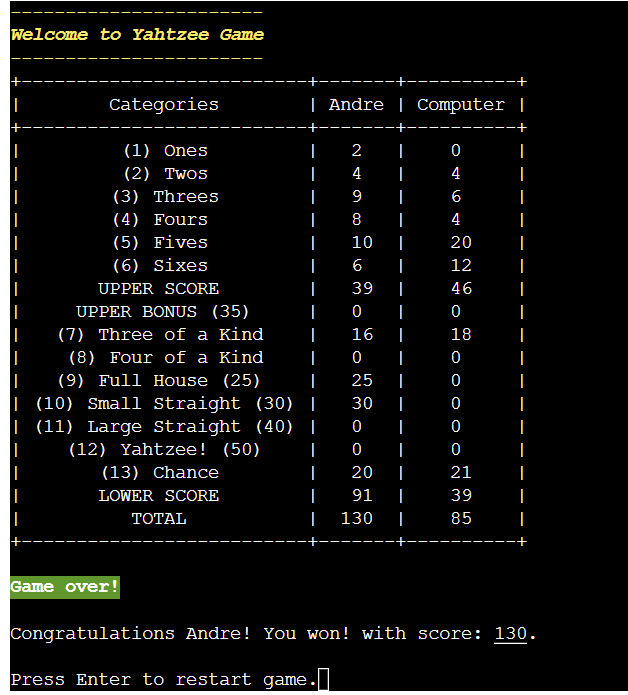 -----------------------
Welcome to Yahtzee Game
-----------------------
+--------------------------+-------+----------+
|        Categories        | Andre | Computer |
+--------------------------+-------+----------+
|         (1) Ones         |   2   |    0     |
|         (2) Twos         |   4   |    4     |
|        (3) Threes        |   9   |    6     |
|        (4) Fours         |   8   |    4     |
|        (5) Fives         |   10  |    20    |
|        (6) Sixes         |   6   |    12    |
|       UPPER SCORE        |   39  |    46    |
|     UPPER BONUS (35)     |   0   |    0     |
|   (7) Three of a Kind    |   16  |    18    |
|    (8) Four of a Kind    |   0   |    0     |
|   (9) Full House (25)    |   25  |    0     |
| (10) Small Straight (30) |   30  |    0     |
| (11) Large Straight (40) |   0   |    0     |
|    (12) Yahtzee! (50)    |   0   |    0     |
|       (13) Chance        |   20  |    21    |
|       LOWER SCORE        |   91  |    39    |
|          TOTAL           |  130  |    85    |
+--------------------------+-------+----------+
Game over!
Congratulations Andre! You won! with score: 130.
Press Enter to restart game.